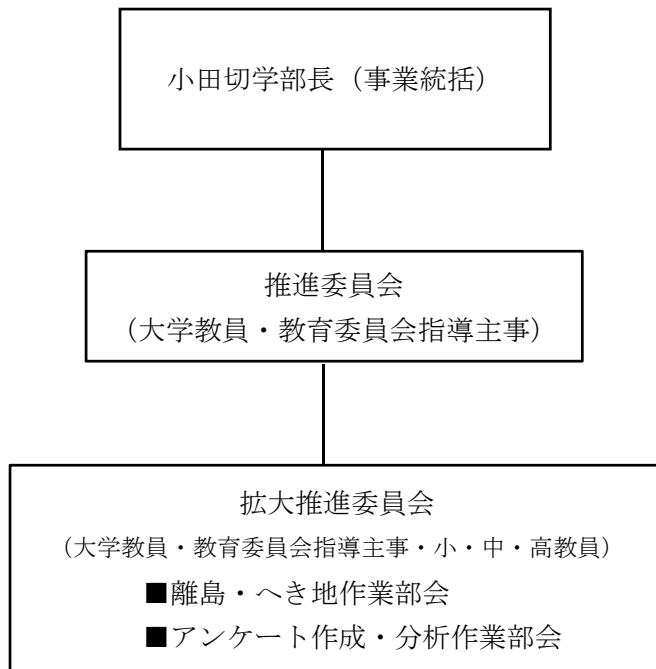 小田切学部長（事業統括）
推進委員会
（大学教員・教育委員会指導主事）
拡大推進委員会
（大学教員・教育委員会指導主事・小・中・高教員）
■離島・へき地作業部会
■アンケート作成・分析作業部会